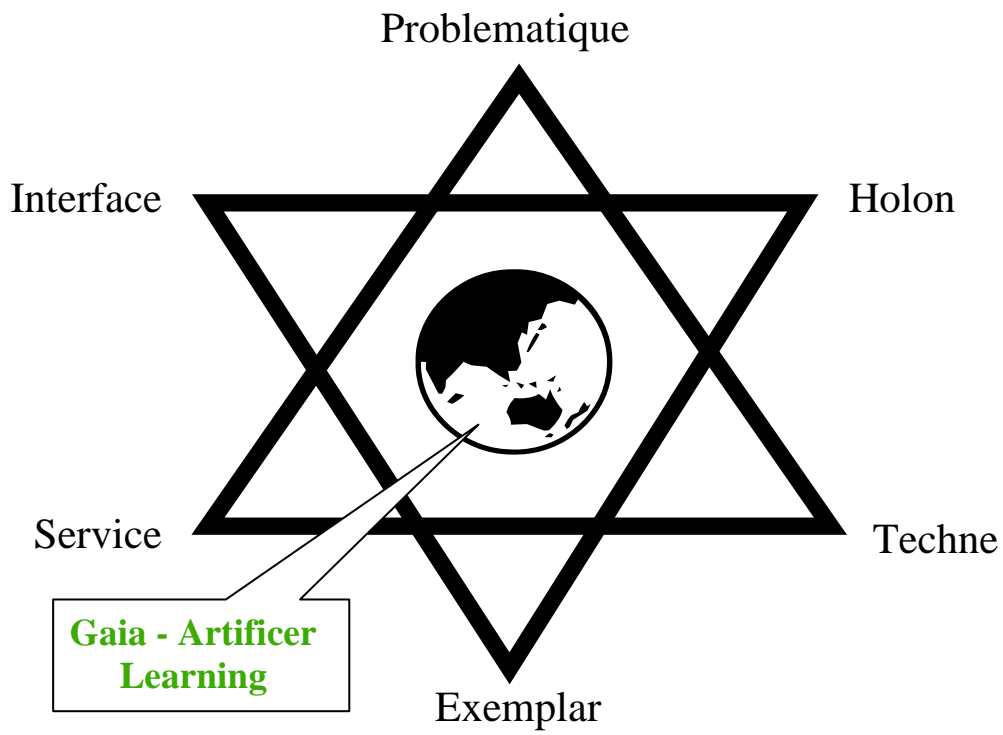 Problematique
Interface
Holon
Service
Techne
Gaia - Artificer
Learning
Exemplar